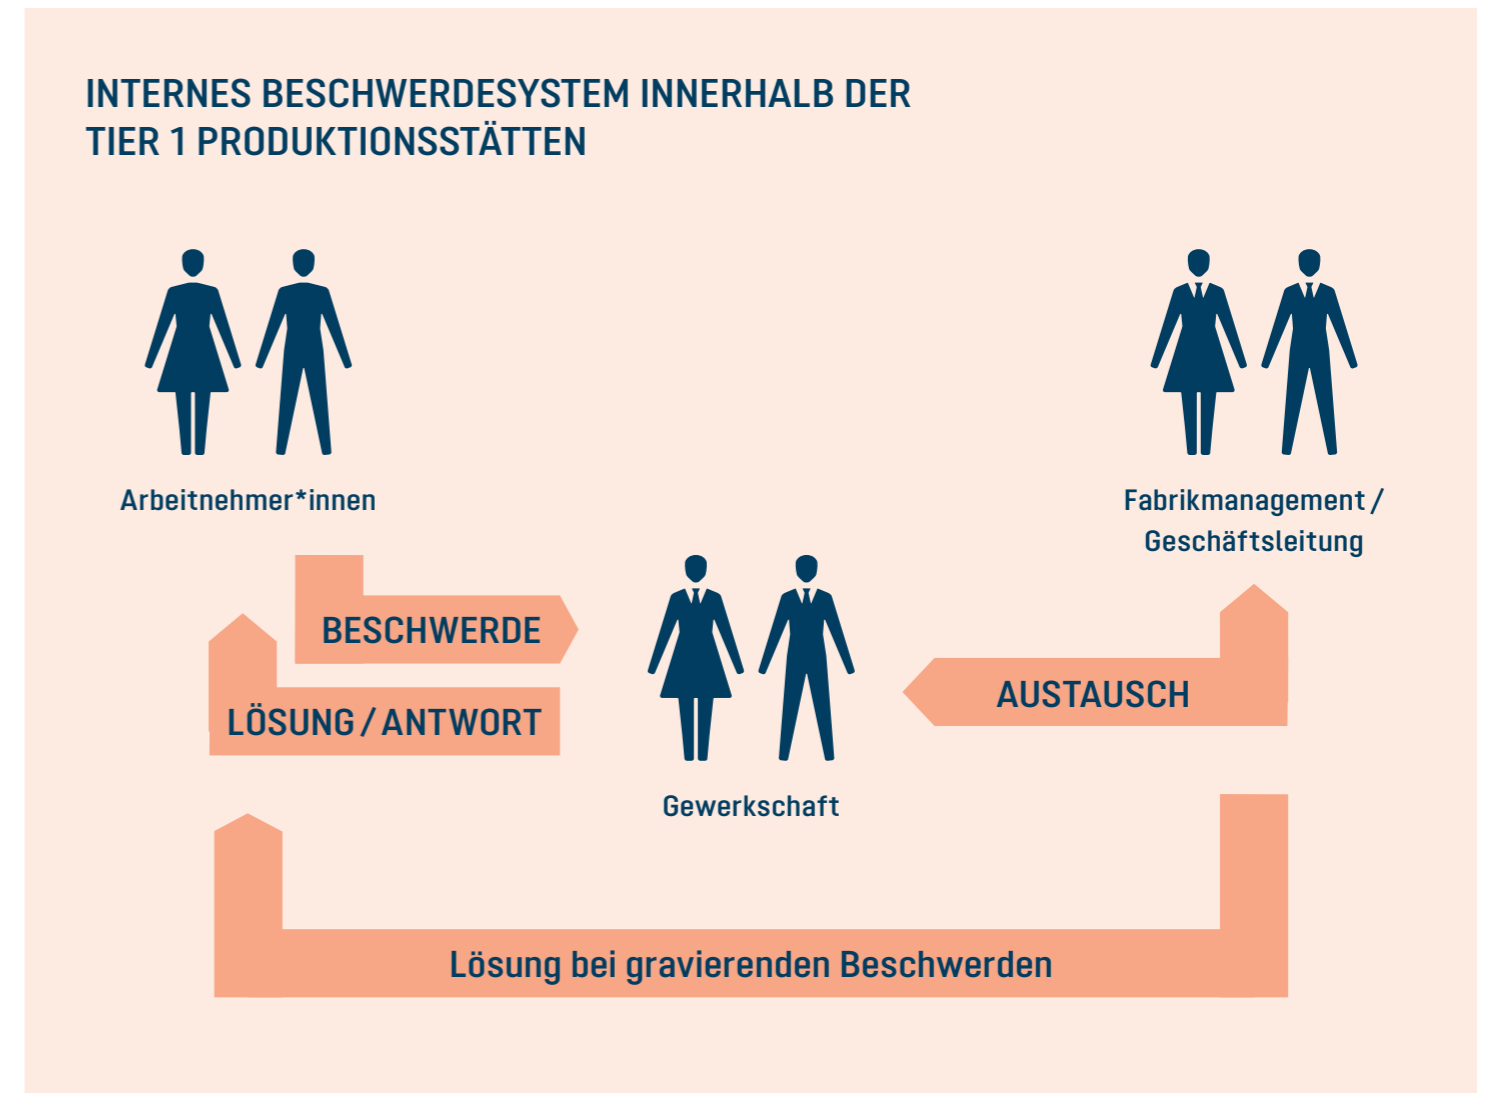 INTERNES BESCHWERDESYSTEM INNERHALB DER
TIER 1 PRODUKTIONSSTÄTTEN
Arbeitnehmer*innen
Fabrikmanagement /
Geschäftsleitung
BESCHWERDE
LÖSUNG / ANTWORT
AUSTAUSCH
Gewerkschaft
Lösung bei gravierenden Beschwerden